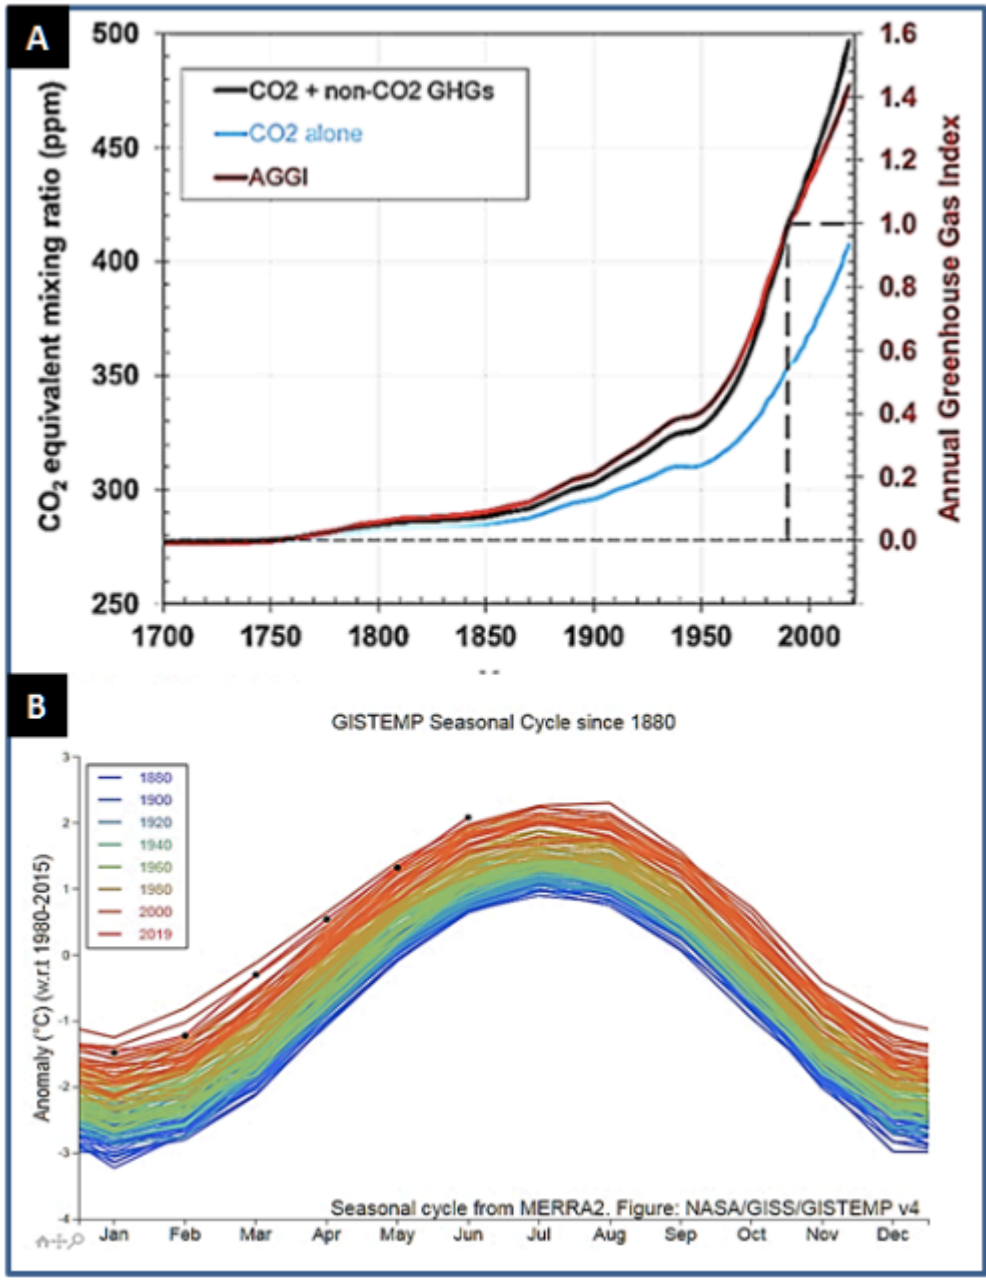 A
CO2 equivalent mixing ratio (ppm)
500
450
400
350
300
250
CO2 + non-CO2 GHGs
CO2 alone
AGGI
1.6
1.4
1.2
1.0
0.8
0.6
0.4
0.2
0.0
Annual Greenhouse Gas Index
1700 1750 1800 1850 1900 1950 2000
B
GISTEMP Seasonal Cycle since 1880
Anomaly (°C) (w.r.t 1980-2015)
3
2
1
0
-1
-2
-3
-4
1880
1900
1920
1940
1960
1980
2000
2019
Seasonal cycle from MERRA2. Figure: NASA/GISS/GISTEMP v4
Jan Feb Mar Apr May Jun Jul Aug Sep Oct Nov Dec